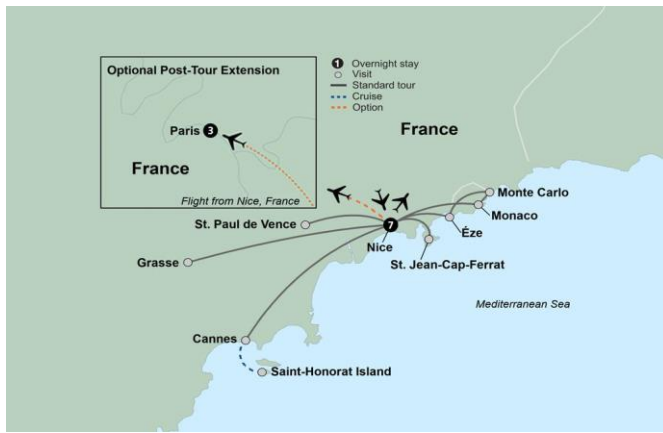 Optional Post-Tour Extension
Paris 3
France
Flight from Nice, France
1 Overnight stay
Visit
Standard tour
Cruise
Option
France
Monte Carlo
Monaco
Èze
St. Paul de Vence
7
Nice
St. Jean-Cap-Ferrat
Grasse
Mediterranean Sea
Cannes
Saint-Honorat Island